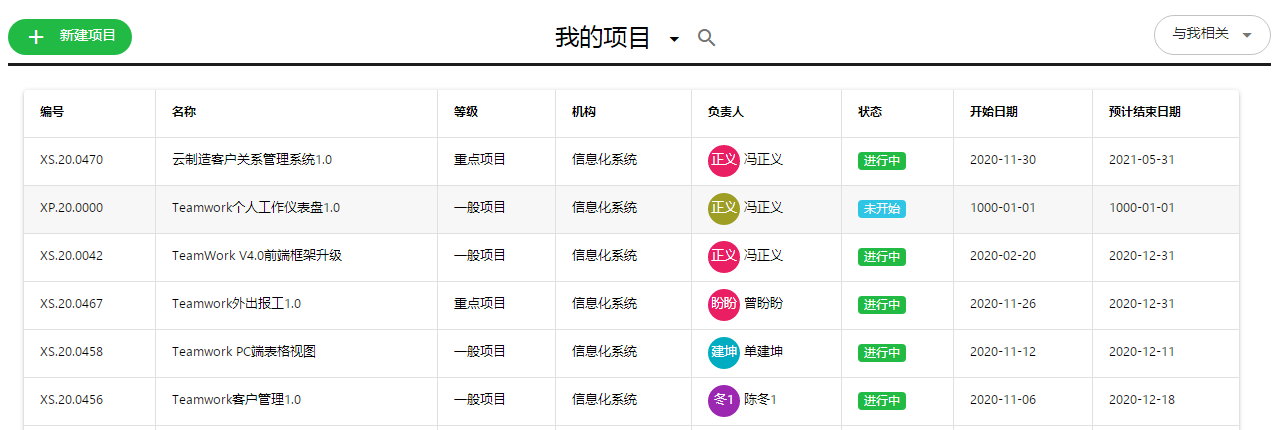 新建项目
我的项目
与我相关
编号 名称 等级 机构 负责人 状态 开始日期 预计结束日期
XS.20.0470 云制造客户关系管理系统1.0 重点项目 信息化系统 正义 冯正义 进行中 2020-11-30 2021-05-31
XP.20.0000 Teamwork个人工作仪表盘1.0 一般项目 信息化系统 正义 冯正义 未开始 1000-01-01 1000-01-01
XS.20.0042 TeamWork V4.0前端框架升级 一般项目 信息化系统 正义 冯正义 进行中 2020-02-20 2020-12-31
XS.20.0467 Teamwork外出报工1.0 重点项目 信息化系统 盼盼 曾盼盼 进行中 2020-11-26 2020-12-31
XS.20.0458 Teamwork PC端表格视图 一般项目 信息化系统 建坤 单建坤 进行中 2020-11-12 2020-12-11
XS.20.0456 Teamwork客户管理1.0 一般项目 信息化系统 冬1 陈冬1 进行中 2020-11-06 2020-12-18